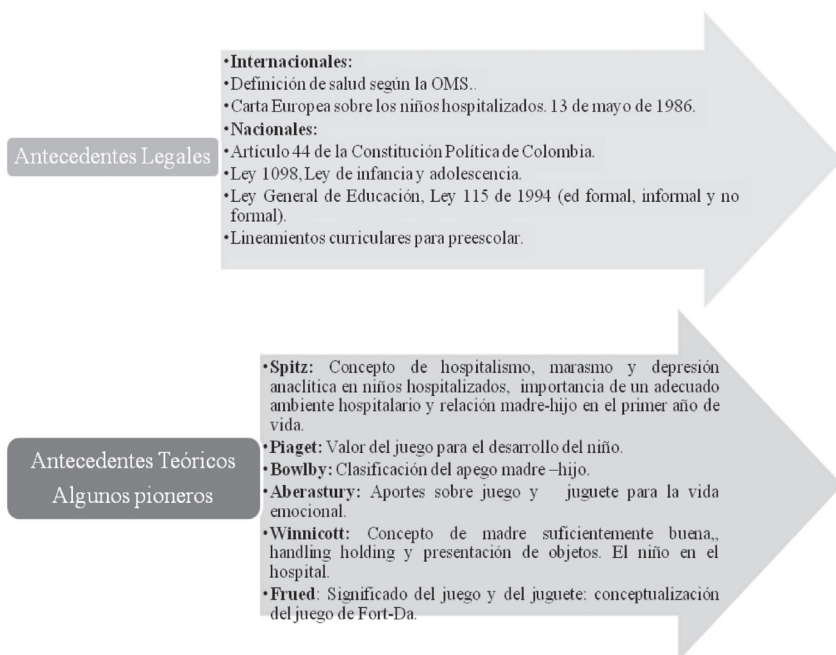 Antecedentes Legales
•Internacionales:
•Definición de salud según la OMS..
•Carta Europea sobre los niños hospitalizados. 13 de mayo de 1986.
•Nacionales:
•Artículo 44 de la Constitución Política de Colombia.
•Ley 1098, Ley de infancia y adolescencia.
•Ley General de Educación, Ley 115 de 1994 (ed formal, informal y no
formal).
•Lineamientos curriculares para preescolar.
Antecedentes Teóricos
Algunos pioneros
•Spitz: Concepto de hospitalismo, marasmo y depresión
anaclítica en niños hospitalizados, importancia de un adecuado
ambiente hospitalario y relación madre-hijo en el primer año de
vida.
•Piaget: Valor del juego para el desarrollo del niño.
•Bowlby: Clasificación del apego madre –hijo.
•Aberastury: Aportes sobre juego y juguete para la vida
emocional.
•Winnicott: Concepto de madre suficientemente buena,,
handling holding y presentación de objetos. El niño en el
hospital.
•Frued: Significado del juego y del juguete: conceptualización
del juego de Fort-Da.